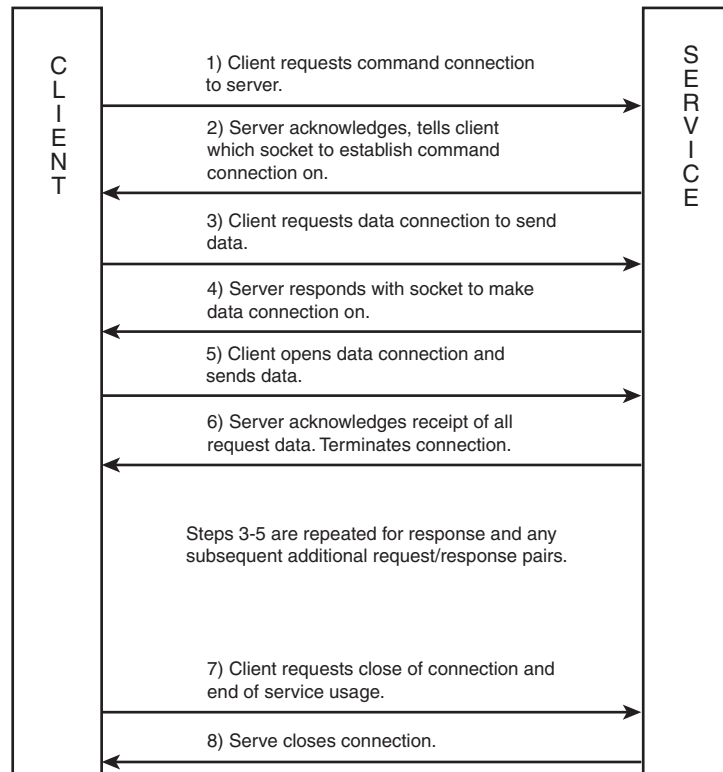 CLIENT
SERVICE
1) Client requests command connection
to server.
2) Server acknowledges, tells client
which socket to establish command
connection on.
3) Client requests data connection to send
data.
4) Server responds with socket to make
data connection on.
5) Client opens data connection and
sends data.
6) Server acknowledges receipt of all
request data. Terminates connection.
Steps 3-5 are repeated for response and any
subsequent additional request/response pairs.
7) Client requests close of connection and
end of service usage.
8) Serve closes connection.